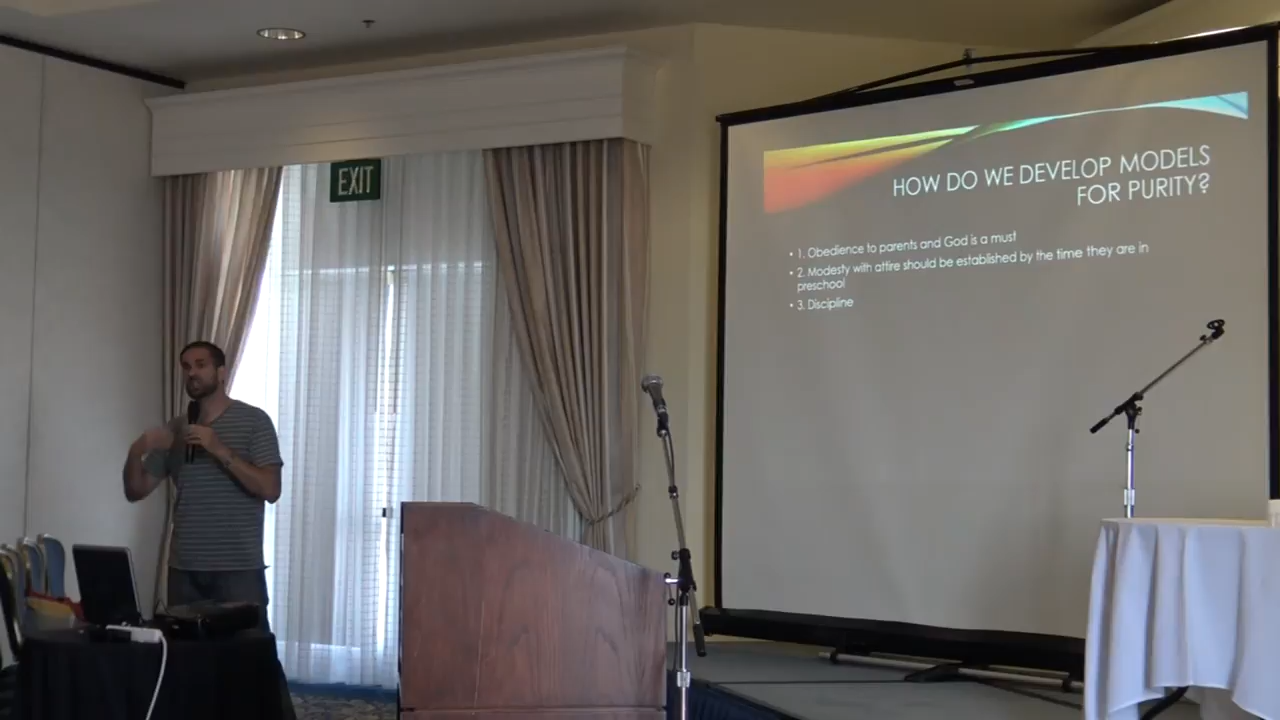 EXIT
HOW DO WE DEVELOP MODELS
FOR PURITY?
• 1. Obedience to parents and God is a must
• 2. Modesty with attire should be established by the time they are in
preschool
• 3. Discipline